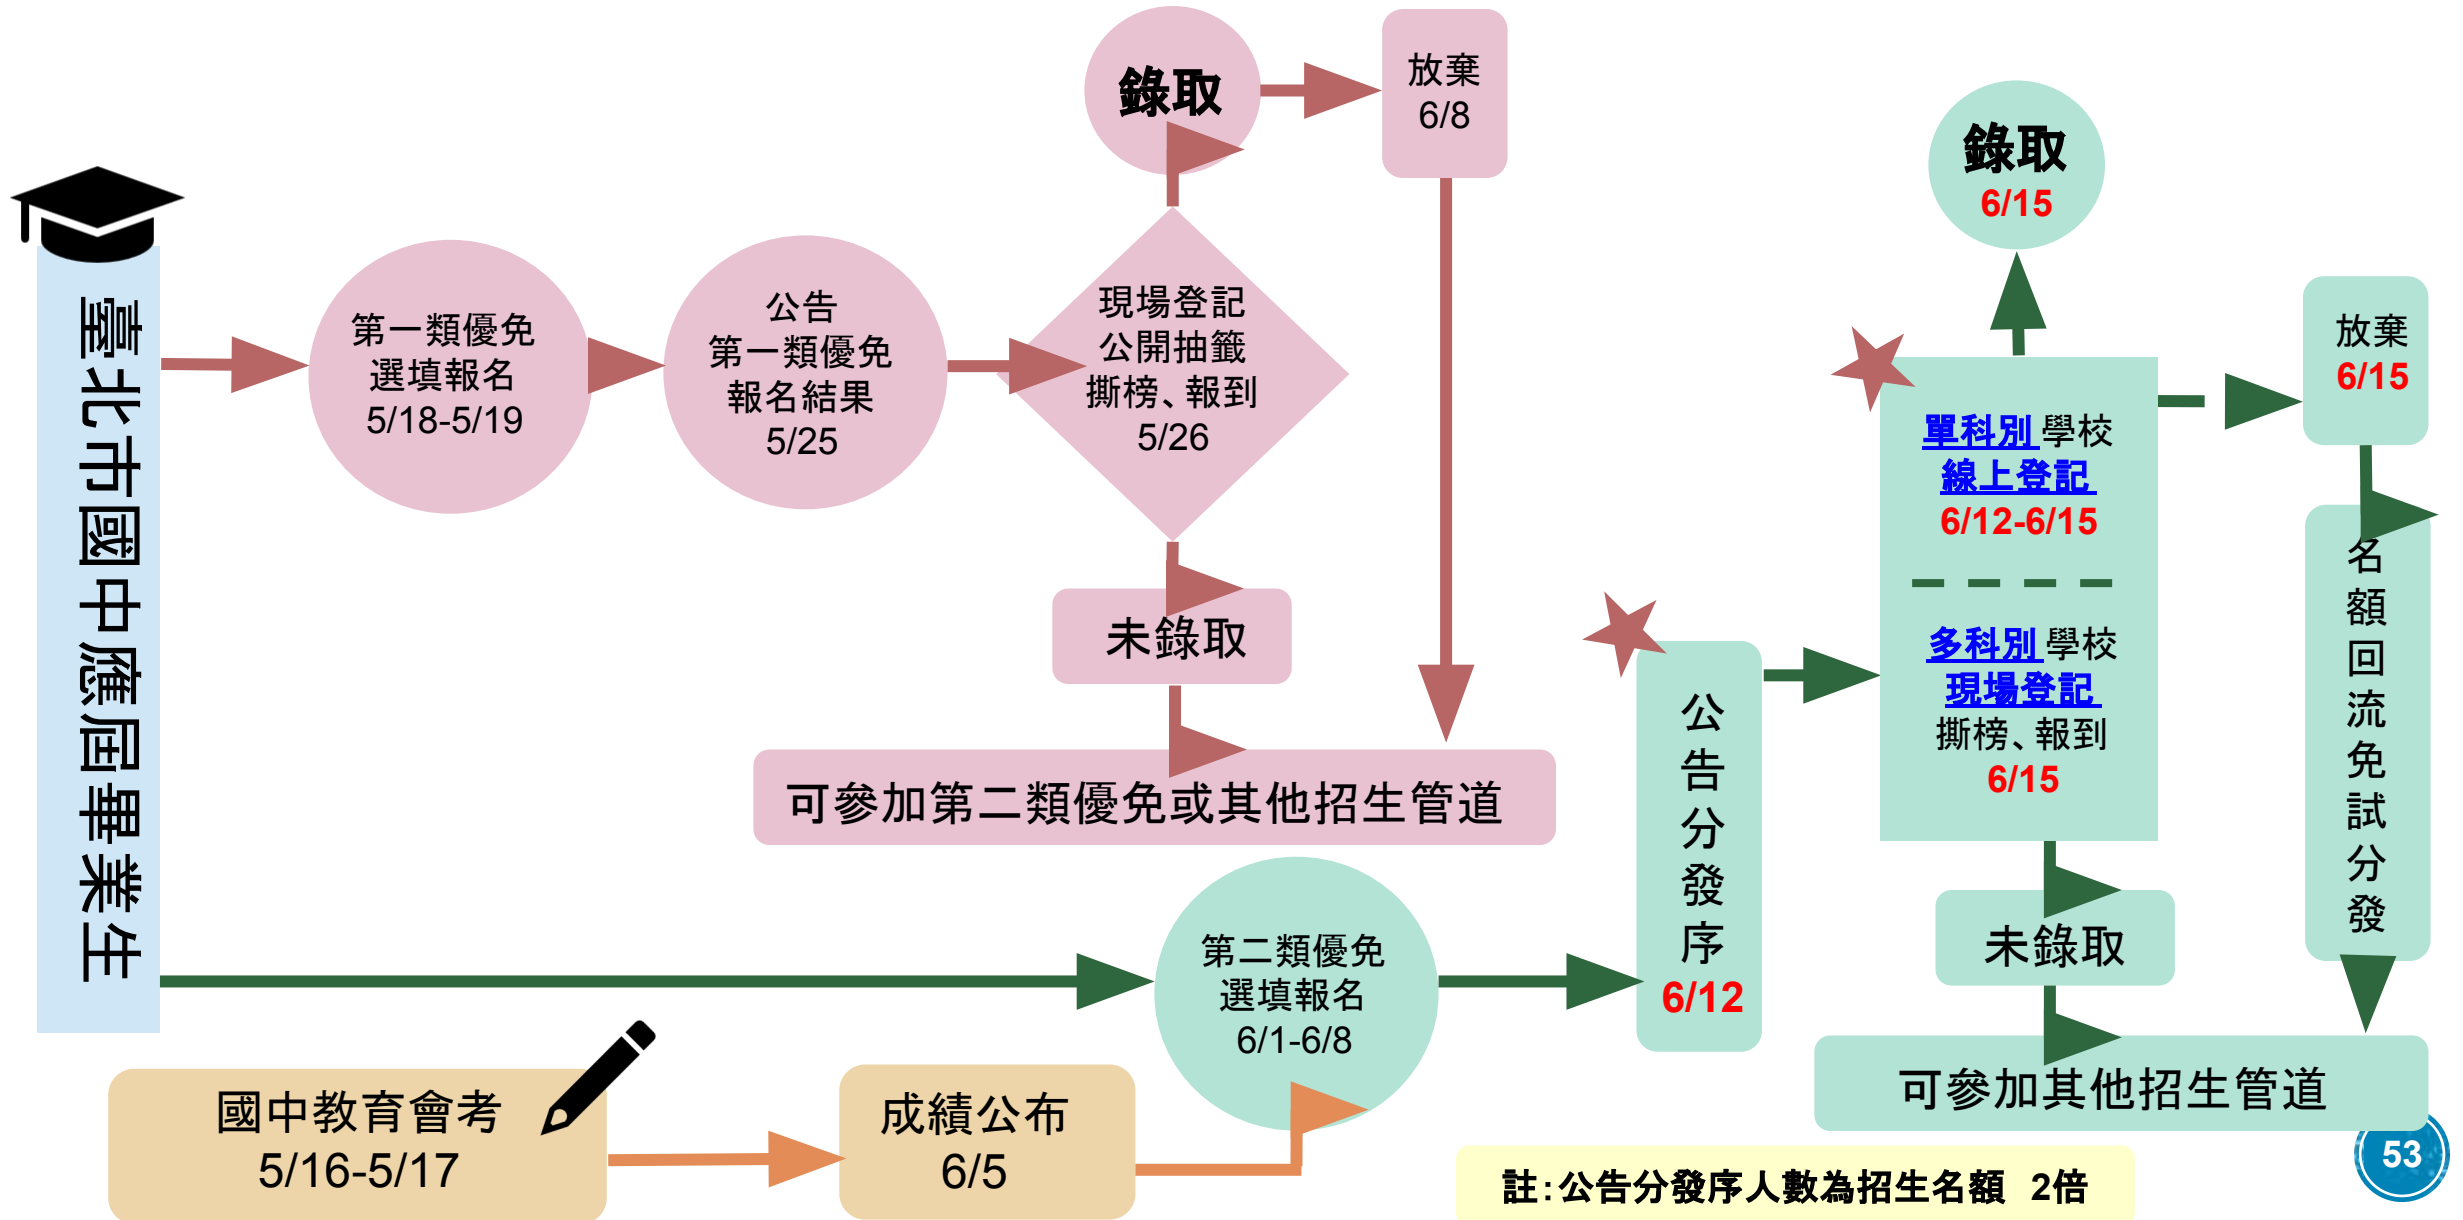 臺北市國中應屆畢業生
第一類優免
選填報名
5/18-5/19
公告
第一類優免
報名結果
5/25
現場登記
公開抽籤
撕榜、報到
5/26
錄取
放棄
6/8
未錄取
可參加第二類優免或其他招生管道
國中教育會考
5/16-5/17
成績公布
6/5
第二類優免
選填報名
6/1-6/8
公告分發序
6/12
單科別學校
線上登記
6/12-6/15
多科別學校
現場登記
撕榜、報到
6/15
錄取
6/15
放棄
6/15
名額回流免試分發
未錄取
可參加其他招生管道
註:公告分發序人數為招生名額 2倍
53